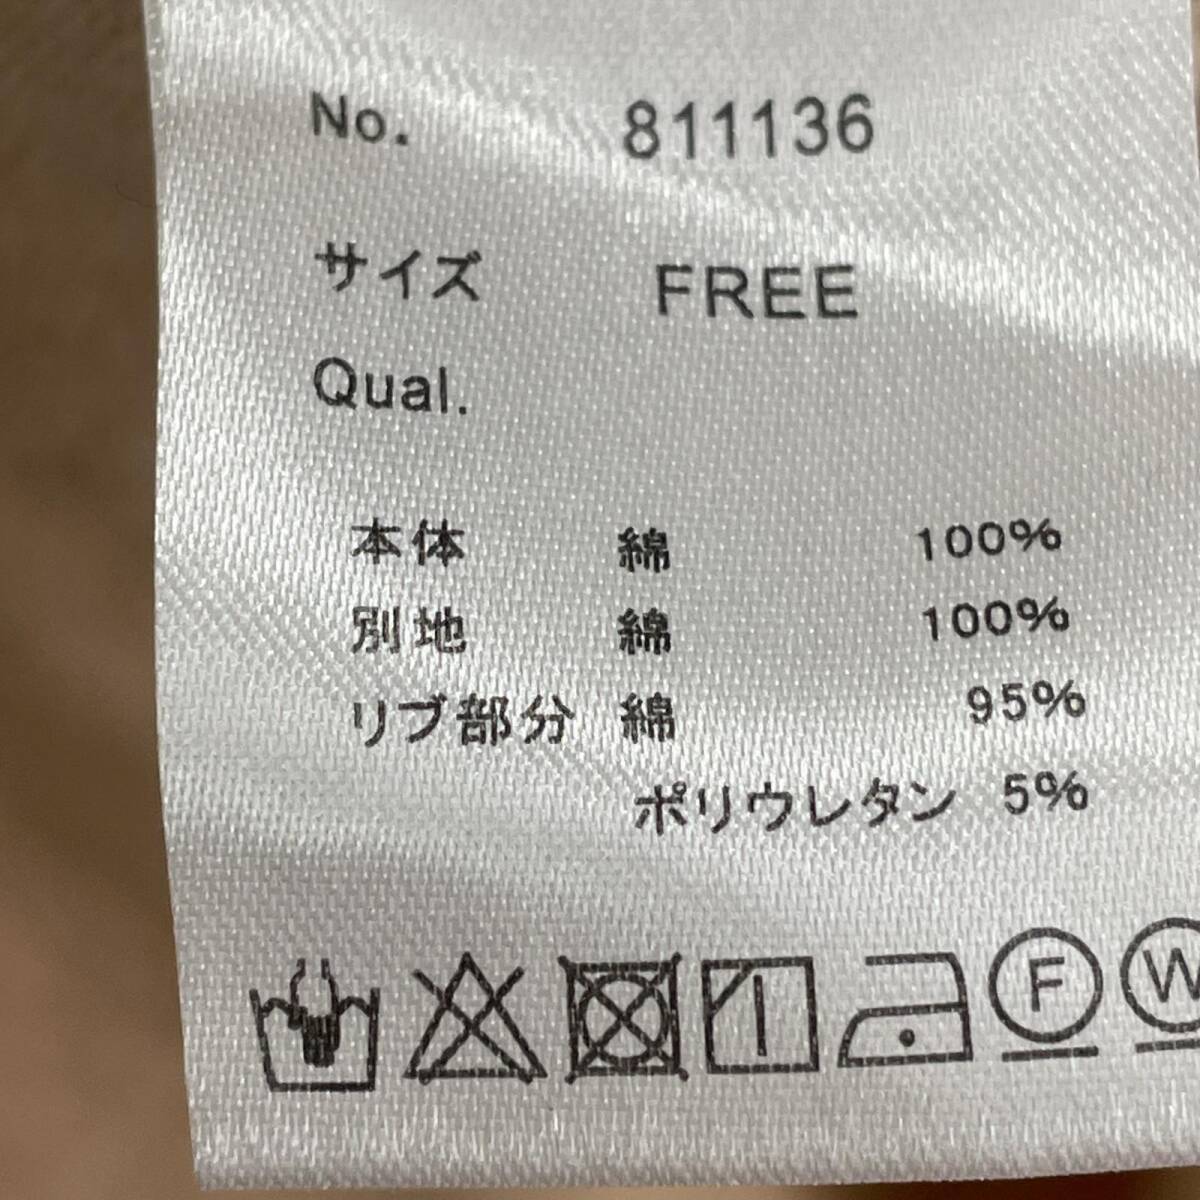 No. 811136
サイズ FREE
Qual.
本体 綿 100%
別地 綿 100%
リブ部分 綿 95%
ポリウレタン 5%
F W